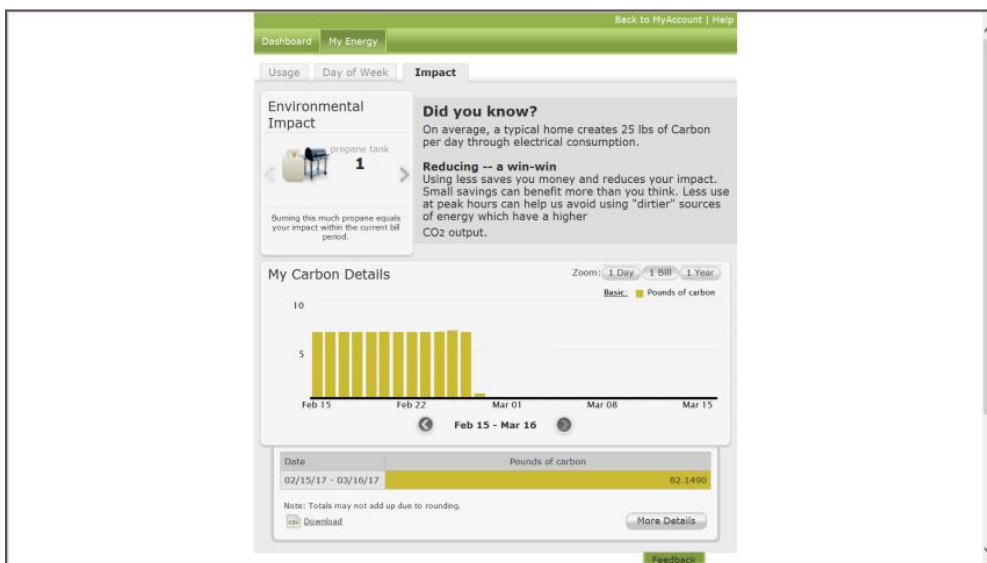 Back to MyAccount | Help
Dashboard My Energy
Usage Day of Week Impact
Environmental
Impact
propane tank
1
Burning this much propane equals
your impact within the current bill
period.
Did you know?
On average, a typical home creates 25 lbs of Carbon
per day through electrical consumption.
Reducing -- a win-win
Using less saves you money and reduces your impact.
Small savings can benefit more than you think. Less use
at peak hours can help us avoid using "dirtier" sources
of energy which have a higher
CO2 output.
My Carbon Details
Zoom: 1 Day 1 Bill 1 Year
Basic: Pounds of carbon
10
5
Feb 15 Feb 22 Mar 01 Mar 08 Mar 15
Feb 15 - Mar 16
Date Pounds of carbon
02/15/17 - 03/16/17 82.1490
Note: Totals may not add up due to rounding.
CSV Download
More Details
Feedback